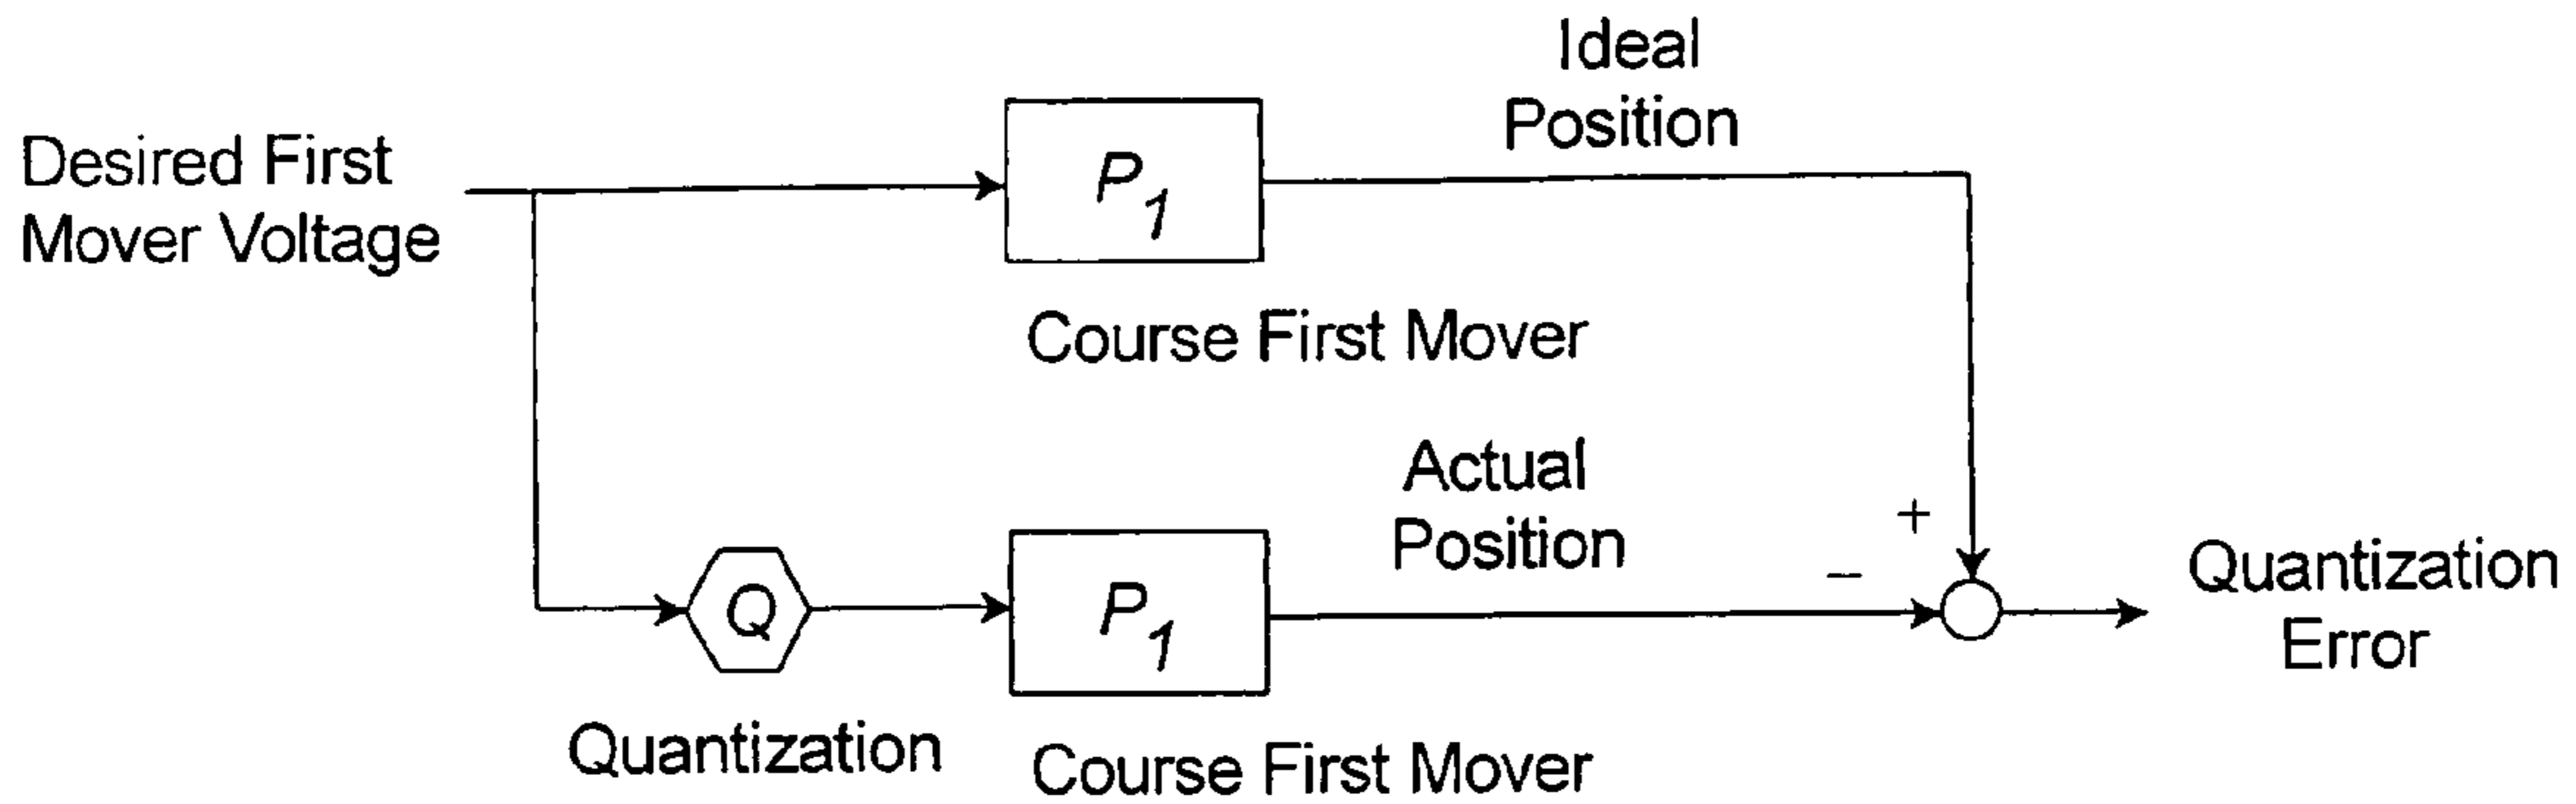 Ideal
Position
Desired First
Mover Voltage
P1
Course First Mover
Actual
Position
+
−
Q
P1
Quantization
Error
Quantization
Course First Mover